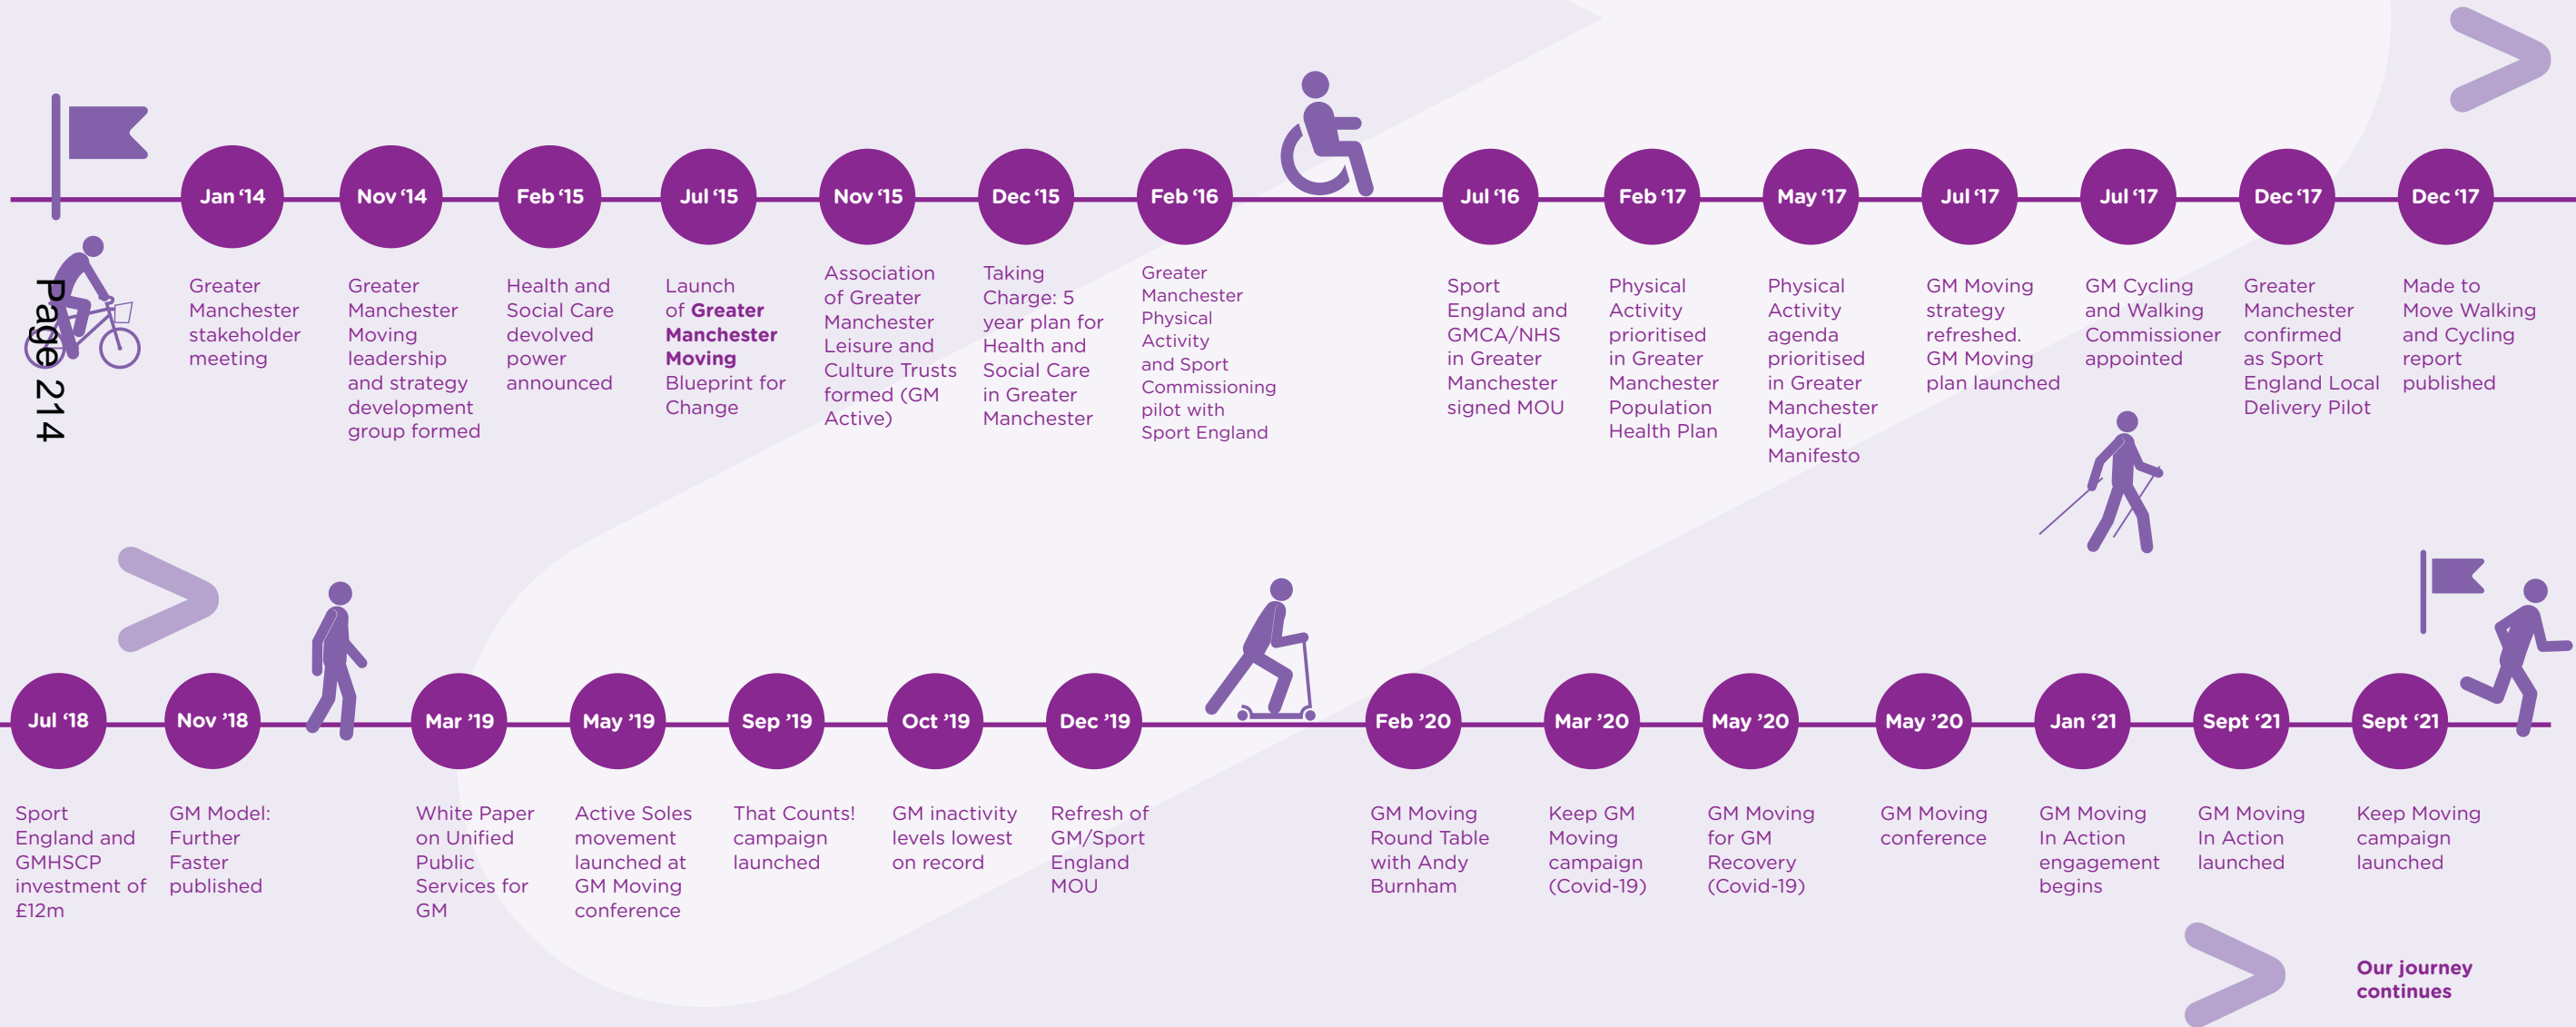 Page 214
Jan ‘14
Greater
Manchester
stakeholder
meeting
Nov ‘14
Greater
Manchester
Moving
leadership
and strategy
development
group formed
Feb ‘15
Health and
Social Care
devolved
power
announced
Jul ‘15
Launch
of Greater
Manchester
Moving
Blueprint for
Change
Nov ‘15
Association
of Greater
Manchester
Leisure and
Culture Trusts
formed (GM
Active)
Dec ‘15
Taking
Charge: 5
year plan for
Health and
Social Care
in Greater
Manchester
Feb ‘16
Greater
Manchester
Physical
Activity
and Sport
Commissioning
pilot with
Sport England
Jul ‘16
Sport
England and
GMCA/NHS
in Greater
Manchester
signed MOU
Feb ‘17
Physical
Activity
prioritised
in Greater
Manchester
Population
Health Plan
May ‘17
Physical
Activity
agenda
prioritised
in Greater
Manchester
Mayoral
Manifesto
Jul ‘17
GM Moving
strategy
refreshed.
GM Moving
plan launched
Jul ‘17
GM Cycling
and Walking
Commissioner
appointed
Dec ‘17
Greater
Manchester
confirmed
as Sport
England Local
Delivery Pilot
Dec ‘17
Made to
Move Walking
and Cycling
report
published
Jul ‘18
Sport
England and
GMHSCP
investment of
£12m
Nov ’18
GM Model:
Further
Faster
published
Mar ’19
White Paper
on Unified
Public
Services for
GM
May ’19
Active Soles
movement
launched at
GM Moving
conference
Sep ’19
That Counts!
campaign
launched
Oct ’19
GM inactivity
levels lowest
on record
Dec ’19
Refresh of
GM/Sport
England
MOU
Feb ’20
GM Moving
Round Table
with Andy
Burnham
Mar ’20
Keep GM
Moving
campaign
(Covid-19)
May ’20
GM Moving
for GM
Recovery
(Covid-19)
May ’20
GM Moving
conference
Jan ‘21
GM Moving
In Action
engagement
begins
Sept ‘21
GM Moving
In Action
launched
Sept ‘21
Keep Moving
campaign
launched
Our journey
continues